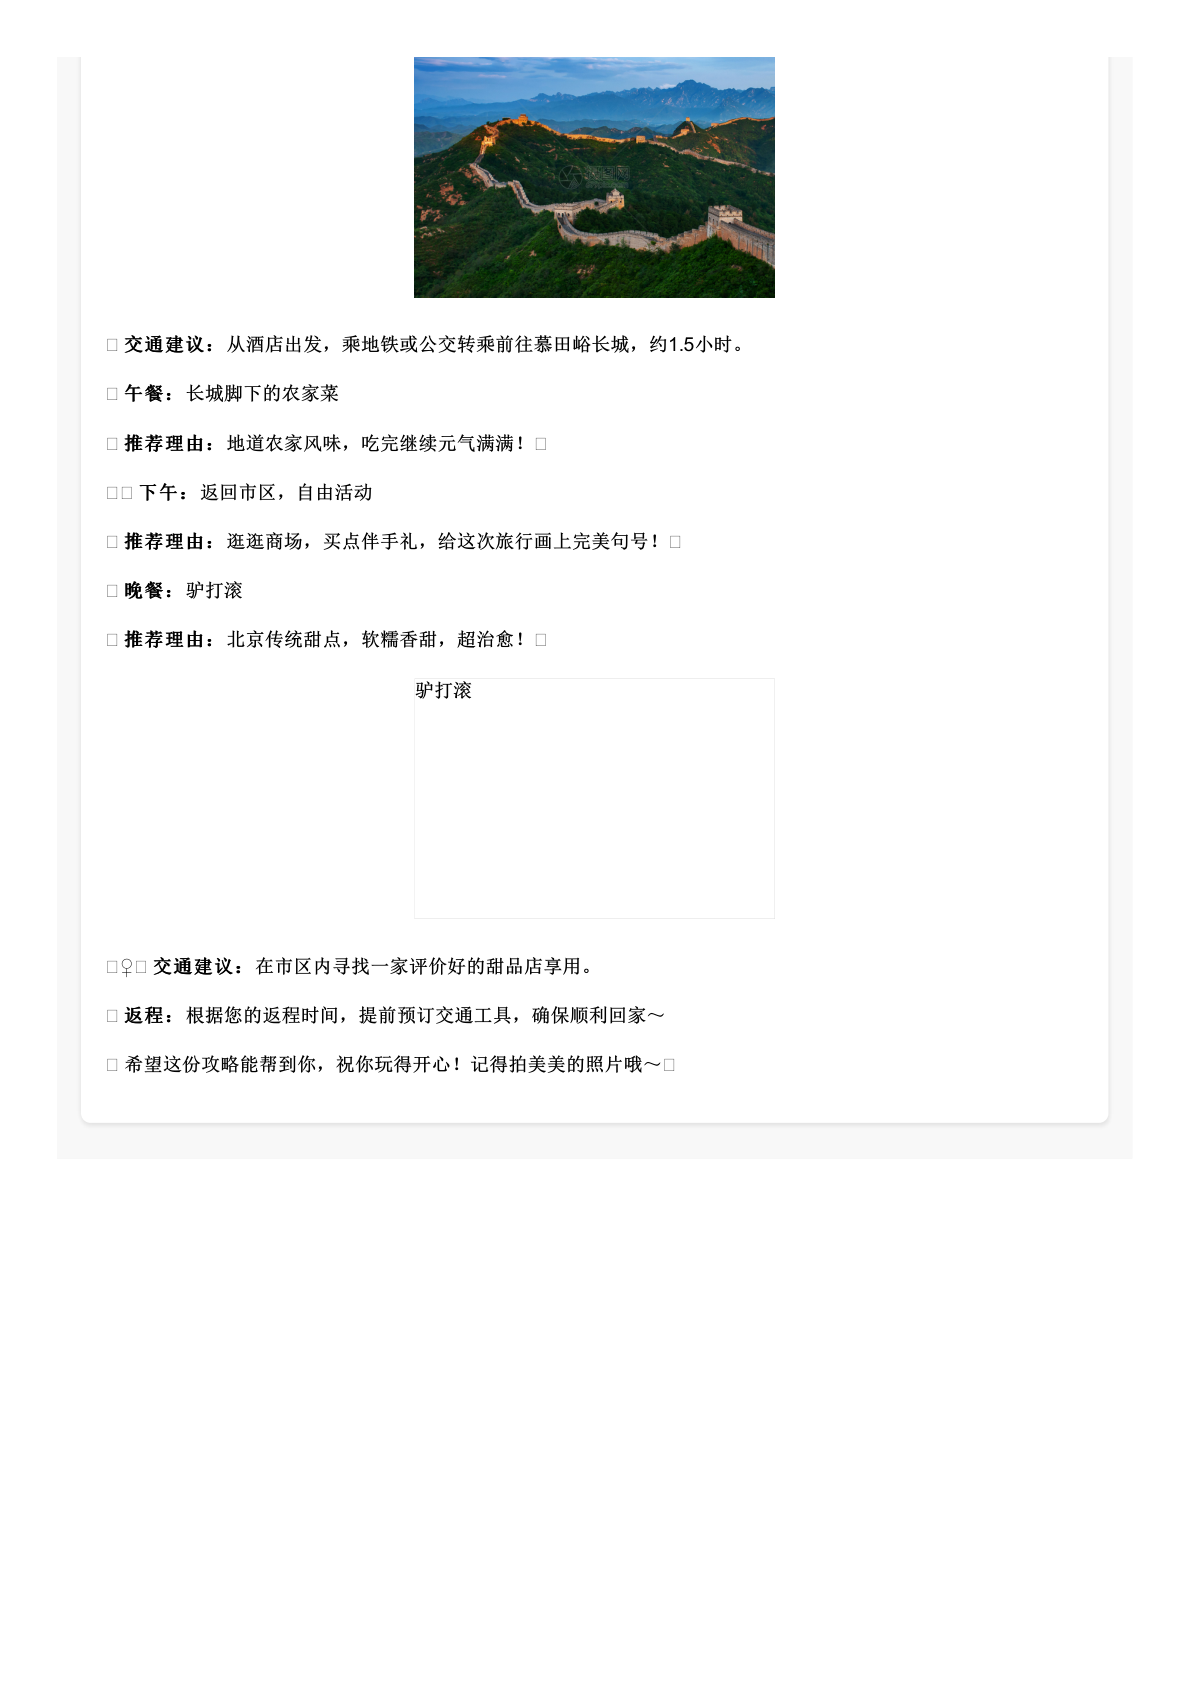 交通建议：从酒店出发，乘地铁或公交转乘前往慕田峪长城，约1.5小时。
午餐：长城脚下的农家菜
推荐理由：地道农家风味，吃完继续元气满满！
下午：返回市区，自由活动
推荐理由：逛逛商场，买点伴手礼，给这次旅行画上完美句号！
晚餐：驴打滚
推荐理由：北京传统甜点，软糯香甜，超治愈！
驴打滚
♀ 交通建议：在市区内寻找一家评价好的甜品店享用。
返程：根据您的返程时间，提前预订交通工具，确保顺利回家～
希望这份攻略能帮到你，祝你玩得开心！记得拍美美的照片哦～